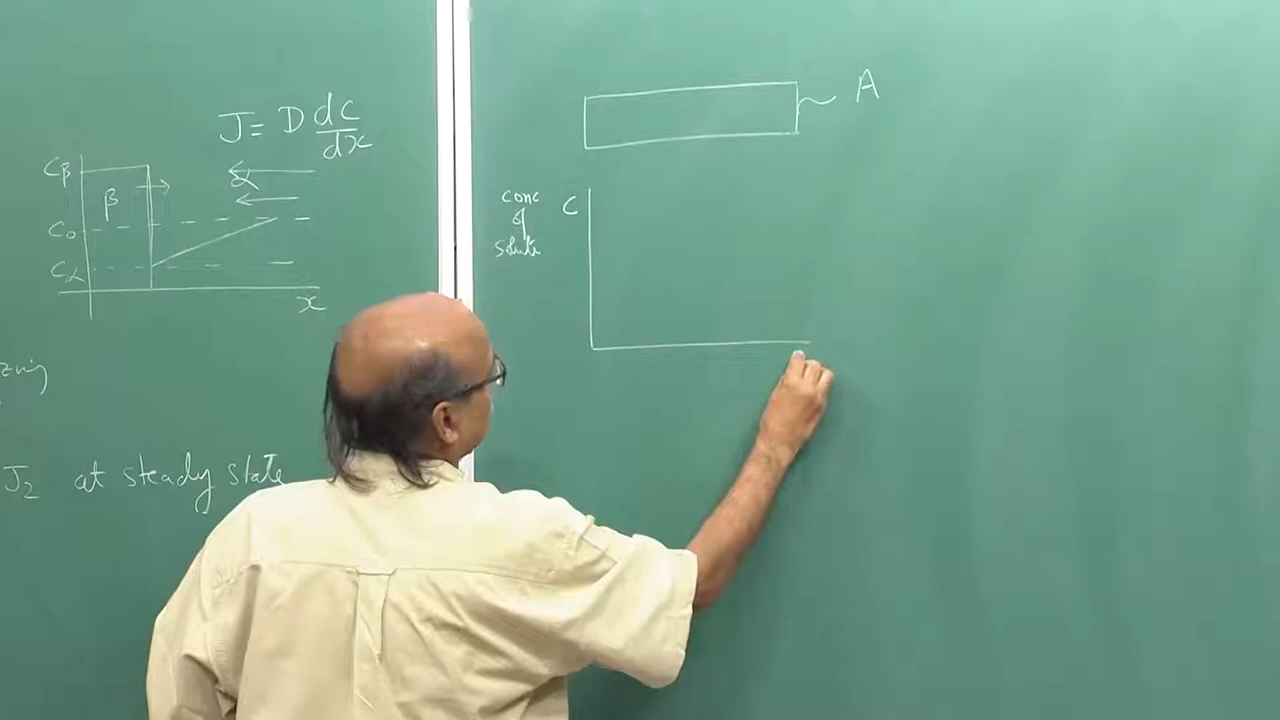 J = D dC/dx
Cβ
β
α
C₀
Cα
x
J₂ at steady state
A
conc
of
solute
C